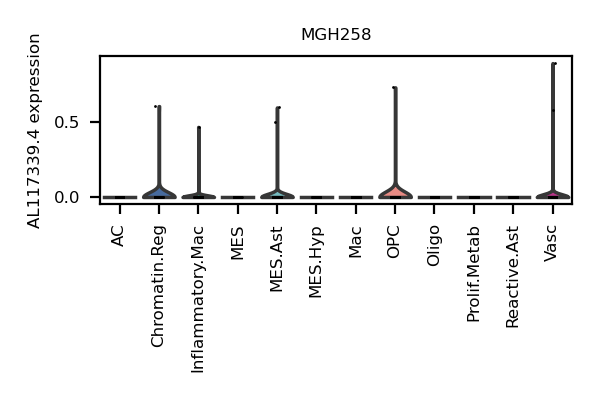 MGH258
AL117339.4 expression
0.5
0.0
AC
Chromatin.Reg
Inflammatory.Mac
MES
MES.Ast
MES.Hyp
Mac
OPC
Oligo
Prolif.Metab
Reactive.Ast
Vasc